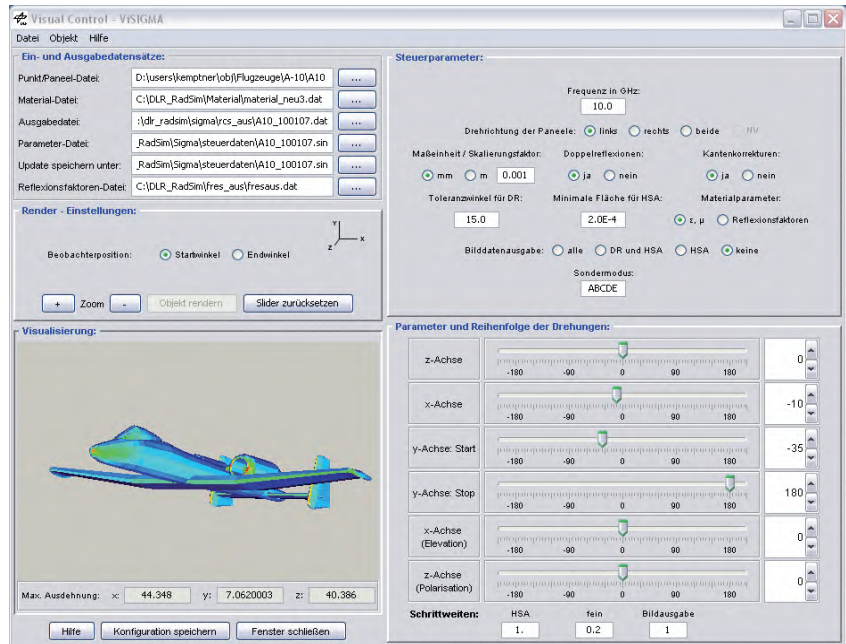 Visual Control - ViSIGMA
Datei Objekt Hilfe
Ein- und Ausgabedatensätze:
Punkt/Paneel-Datei: D:\users\kemptner\obj\Flugzeuge\A-10\A10 ...
Material-Datei: C:\DLR_RadSim\Material\material_neu3.dat ...
Ausgabedatei: :\dlr_radsim\sigma\rcs_aus\A10_100107.dat ...
Parameter-Datei: _RadSim\Sigma\steuerdaten\A10_100107.sin ...
Update speichern unter: _RadSim\Sigma\steuerdaten\A10_100107.sin ...
Reflexionsfaktoren-Datei: C:\DLR_RadSim\fres_aus\fresaus.dat ...
Render - Einstellungen:
Y
x
z
Beobachterposition: Startwinkel Endwinkel
+ Zoom - Objekt rendern Slider zurücksetzen
Visualisierung:
Max. Ausdehnung: x: 44.348 y: 7.0620003 z: 40.386
Hilfe Konfiguration speichern Fenster schließen
Steuerparameter:
Frequenz in GHz:
10.0
Drehrichtung der Paneele: links rechts beide NV
Maßeinheit / Skalierungsfaktor: Doppelreflexionen: Kantenkorrekturen:
mm m 0.001 ja nein ja nein
Toleranzwinkel für DR: Minimale Fläche für HSA: Materialparameter:
15.0 2.0E-4 ε, μ Reflexionsfaktoren
Bilddatenausgabe: alle DR und HSA HSA keine
Sondermodus:
ABCDE
Parameter und Reihenfolge der Drehungen:
z-Achse 0
-180 -90 0 90 180
x-Achse -10
-180 -90 0 90 180
y-Achse: Start -35
-180 -90 0 90 180
y-Achse: Stop 180
-180 -90 0 90 180
x-Achse
(Elevation) 0
-180 -90 0 90 180
z-Achse
(Polarisation) 0
-180 -90 0 90 180
Schrittweiten: HSA fein Bildausgabe
1. 0.2 1